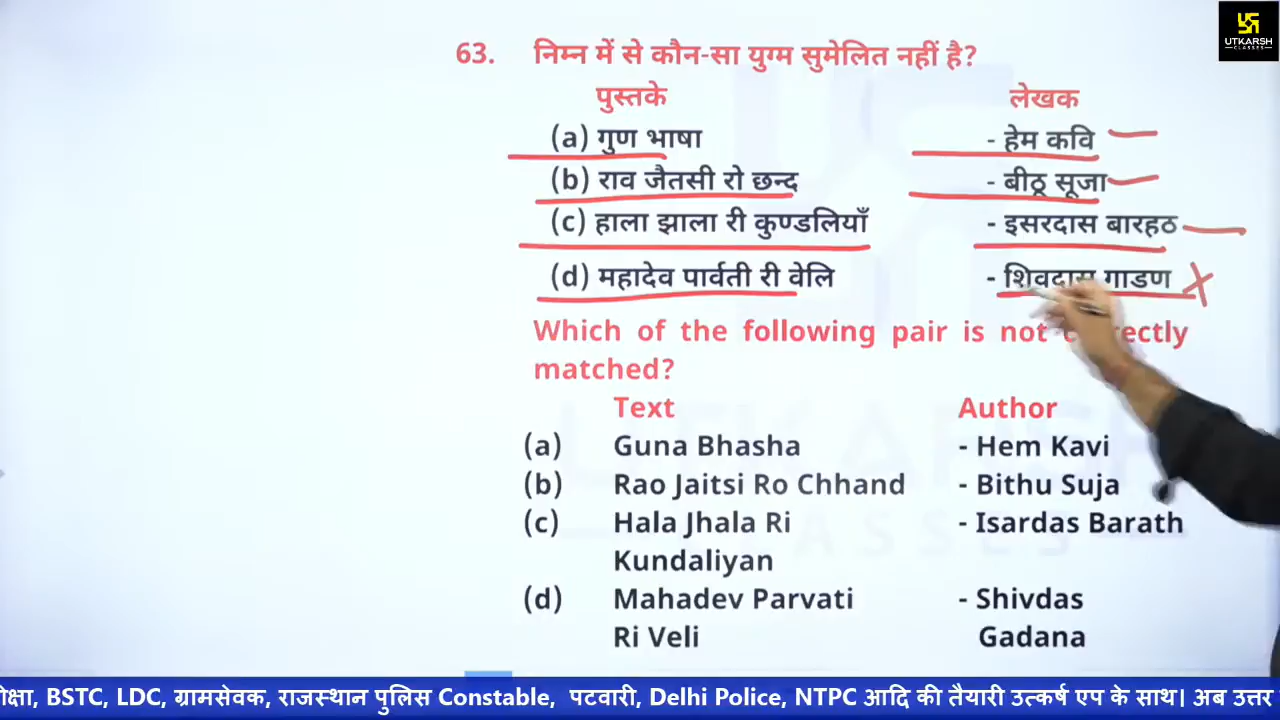 UTKARSH
CLASSES
63. निम्न में से कौन-सा युग्म सुमेलित नहीं है?
पुस्तके लेखक
(a) गुण भाषा - हेम कवि
(b) राव जैतसी रो छन्द - बीठू सूजा
(c) हाला झाला री कुण्डलियाँ - इसरदास बारहठ
(d) महादेव पार्वती री वेलि - शिवदास गाडण
Which of the following pair is not
matched?
Text Author
(a) Guna Bhasha - Hem Kavi
(b) Rao Jaitsi Ro Chhand - Bithu Suja
(c) Hala Jhala Ri - Isardas Barath
Kundaliyan
(d) Mahadev Parvati - Shivdas
Ri Veli Gadana
BSTC, LDC, ग्रामसेवक, राजस्थान पुलिस Constable, पटवारी, Delhi Police, NTPC आदि की तैयारी उत्कर्ष एप के साथ। अब उत्तर